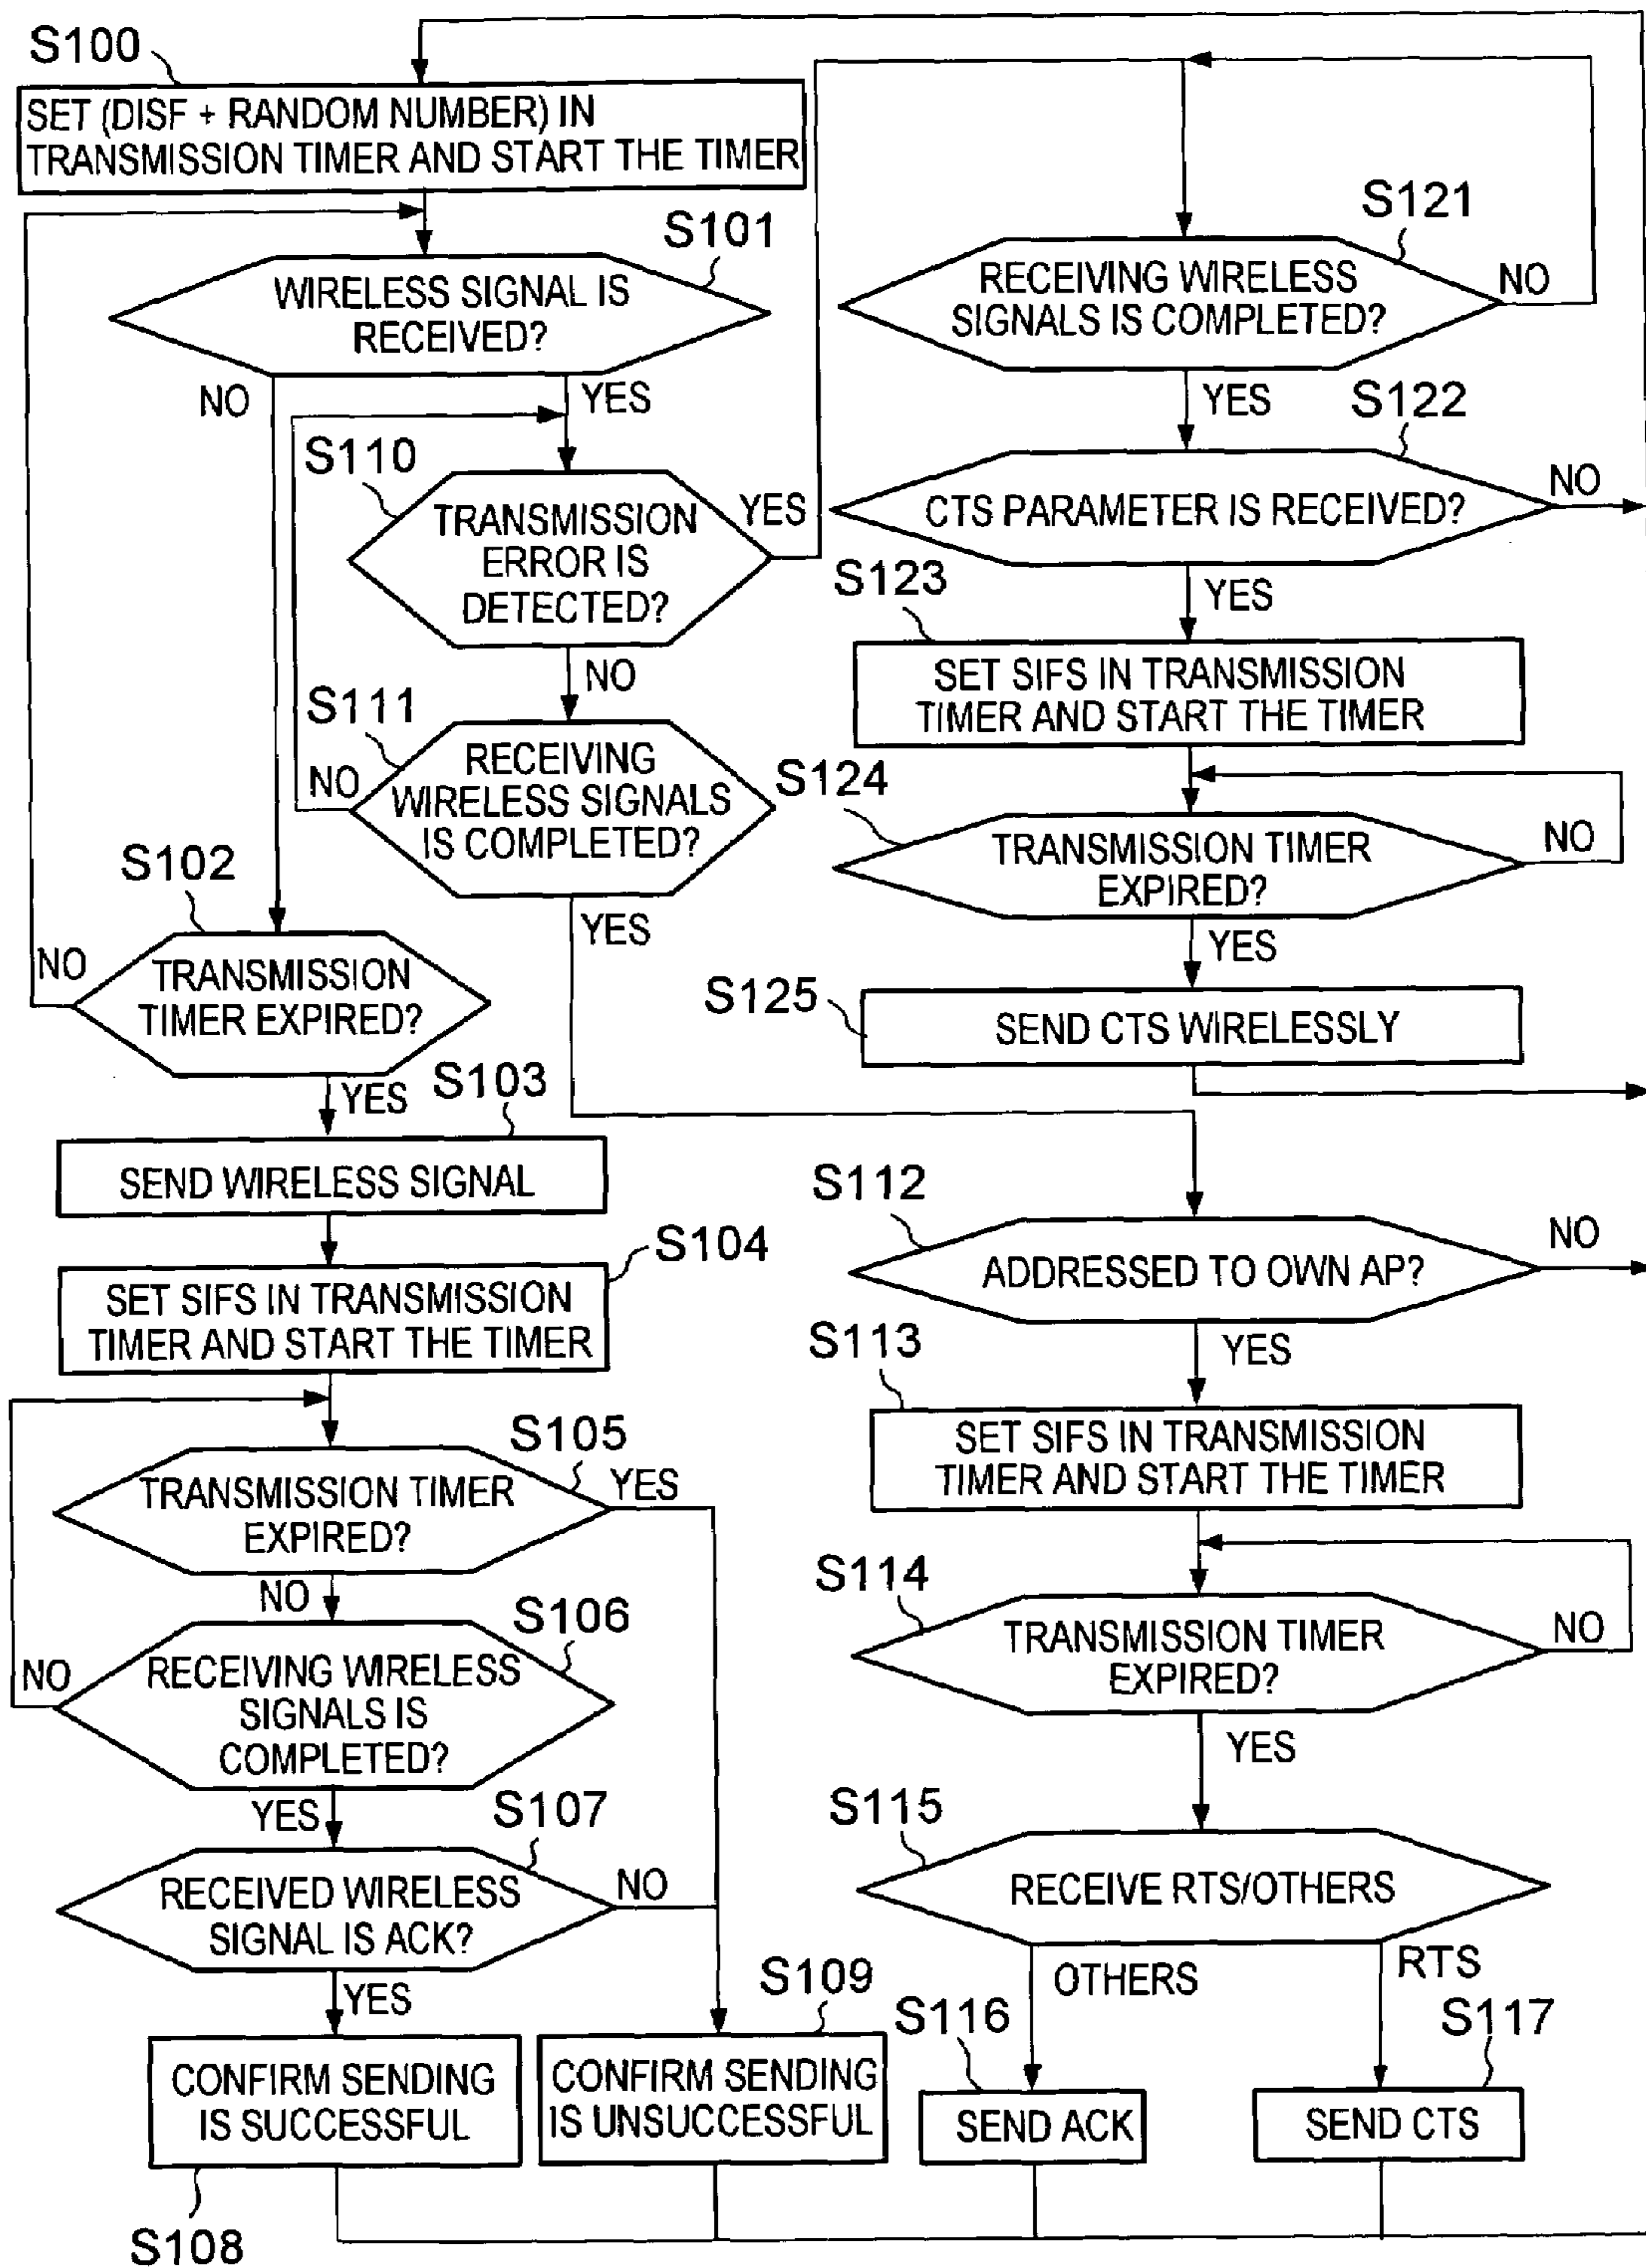 S100
SET (DISF + RANDOM NUMBER) IN
TRANSMISSION TIMER AND START THE TIMER
S101
WIRELESS SIGNAL IS
RECEIVED?
NO
YES
S110
TRANSMISSION
ERROR IS
DETECTED?
YES
NO
S111
RECEIVING
WIRELESS SIGNALS
IS COMPLETED?
NO
YES
S102
TRANSMISSION
TIMER EXPIRED?
NO
YES
S103
SEND WIRELESS SIGNAL
S104
SET SIFS IN TRANSMISSION
TIMER AND START THE TIMER
S105
TRANSMISSION TIMER
EXPIRED?
YES
NO
S106
RECEIVING WIRELESS
SIGNALS IS
COMPLETED?
NO
YES
S107
RECEIVED WIRELESS
SIGNAL IS ACK?
NO
YES
CONFIRM SENDING
IS SUCCESSFUL
S108
S109
CONFIRM SENDING
IS UNSUCCESSFUL
S121
RECEIVING WIRELESS
SIGNALS IS COMPLETED?
NO
YES
S122
CTS PARAMETER IS RECEIVED?
NO
YES
S123
SET SIFS IN TRANSMISSION
TIMER AND START THE TIMER
S124
TRANSMISSION TIMER
EXPIRED?
NO
YES
S125
SEND CTS WIRELESSLY
S112
ADDRESSED TO OWN AP?
NO
YES
S113
SET SIFS IN TRANSMISSION
TIMER AND START THE TIMER
S114
TRANSMISSION TIMER
EXPIRED?
NO
YES
S115
RECEIVE RTS/OTHERS
OTHERS
RTS
S116
SEND ACK
S117
SEND CTS